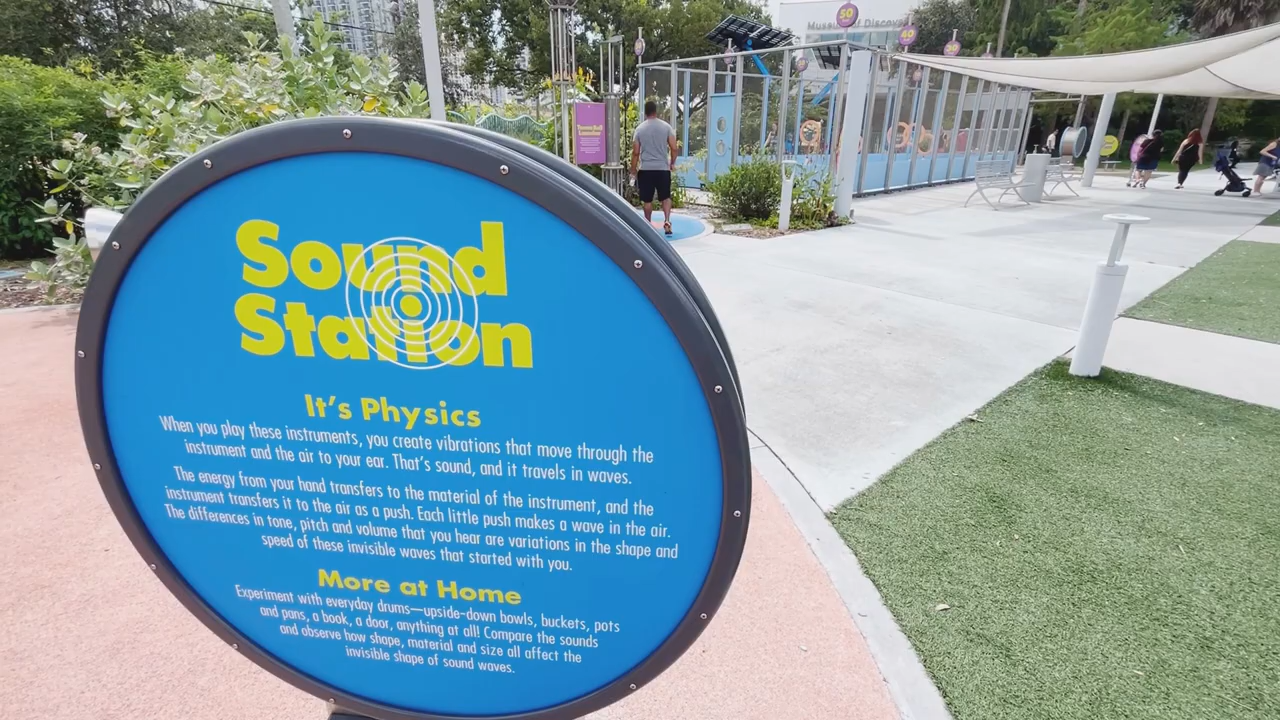 Museum of Discovery
50
40
30
Tennis Ball
Launcher
Sound
Station
It's Physics
When you play these instruments, you create vibrations that move through the
instrument and the air to your ear. That's sound, and it travels in waves.
The energy from your hand transfers to the material of the instrument, and the
instrument transfers it to the air as a push. Each little push makes a wave in the air.
The differences in tone, pitch and volume that you hear are variations in the shape and
speed of these invisible waves that started with you.
More at Home
Experiment with everyday drums—upside-down bowls, buckets, pots
and pans, a book, a door, anything at all! Compare the sounds
and observe how shape, material and size all affect the
invisible shape of sound waves.